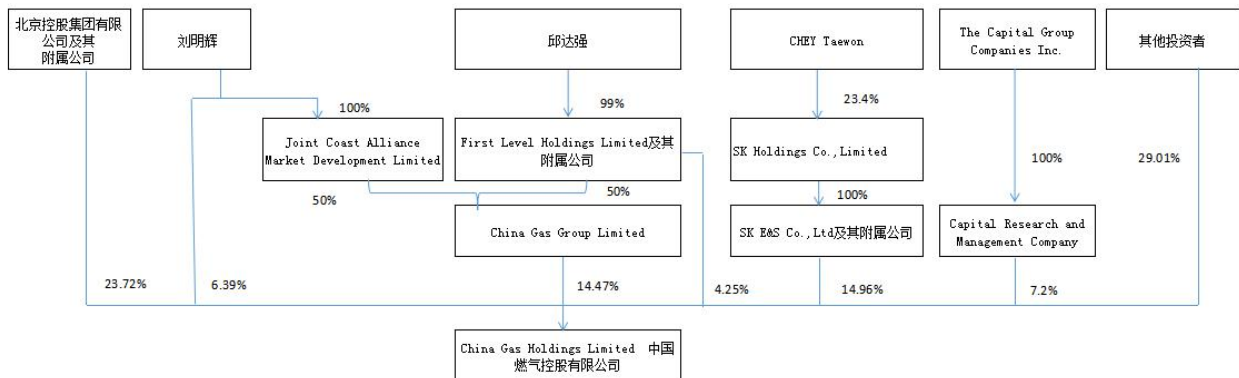 北京控股集团有限
公司及其
附属公司
刘明辉
邱达强
CHEY Taewon
The Capital Group
Companies Inc.
其他投资者
100%
99%
23.4%
Joint Coast Alliance
Market Development Limited
First Level Holdings Limited及其
附属公司
SK Holdings Co.,Limited
100%
29.01%
50%
50%
100%
China Gas Group Limited
SK E&S Co.,Ltd及其附属公司
Capital Research and
Management Company
23.72%
6.39%
14.47%
4.25%
14.96%
7.2%
China Gas Holdings Limited 中国
燃气控股有限公司